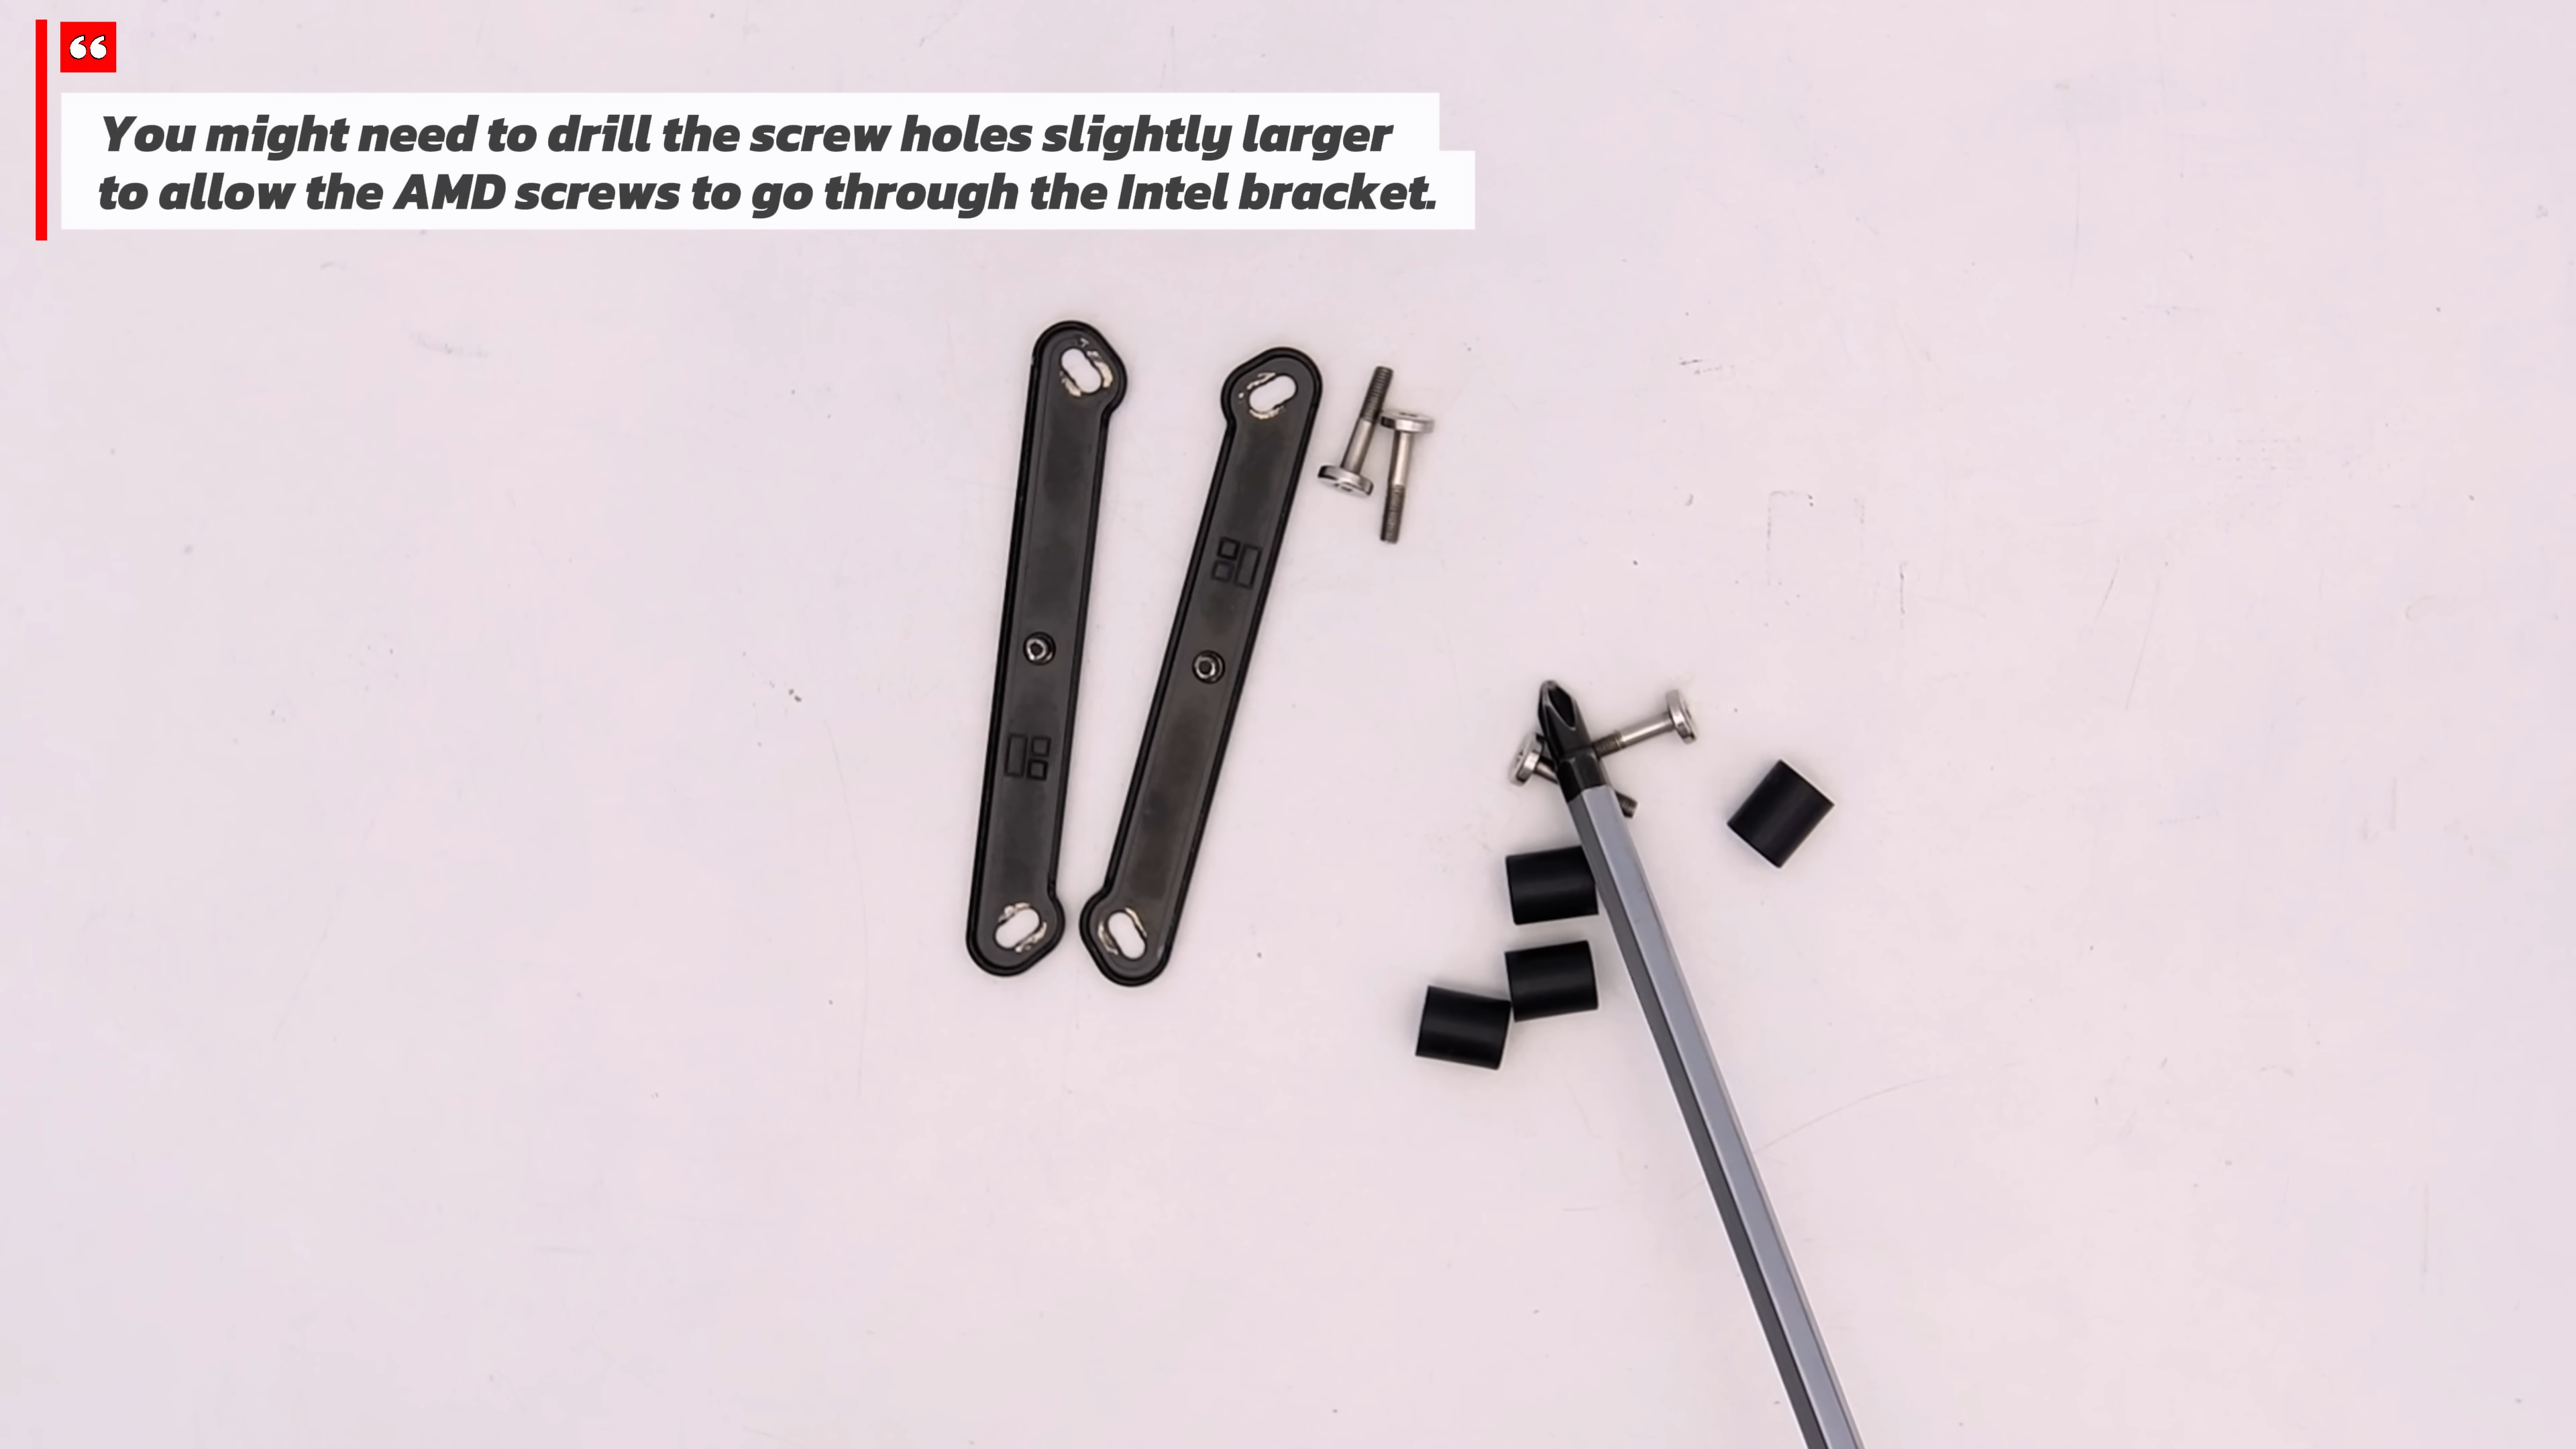 You might need to drill the screw holes slightly larger
to allow the AMD screws to go through the Intel bracket.